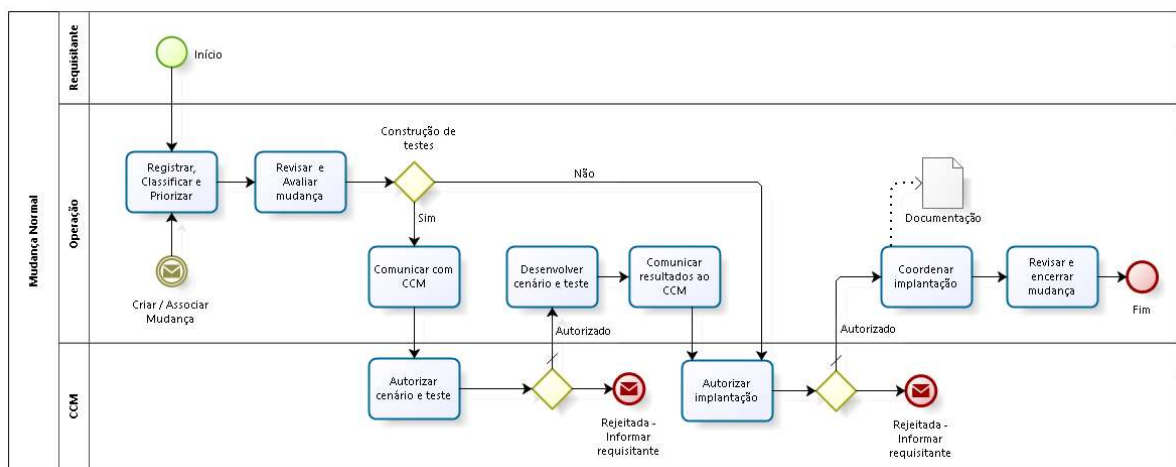 Mudança Normal
Requisitante
Início
Operação
Registrar,
Classificar e
Priorizar
Revisar e
Avaliar
mudança
Construção de
testes
Não
Sim
Criar / Associar
Mudança
Comunicar com
CCM
Desenvolver
cenário e teste
Comunicar
resultados ao
CCM
Documentação
Coordenar
implantação
Revisar e
encerrar
mudança
Fim
Autorizado
Autorizado
CCM
Autorizar
cenário e teste
Rejeitada -
Informar
requisitante
Autorizar
implantação
Rejeitada -
Informar
requisitante